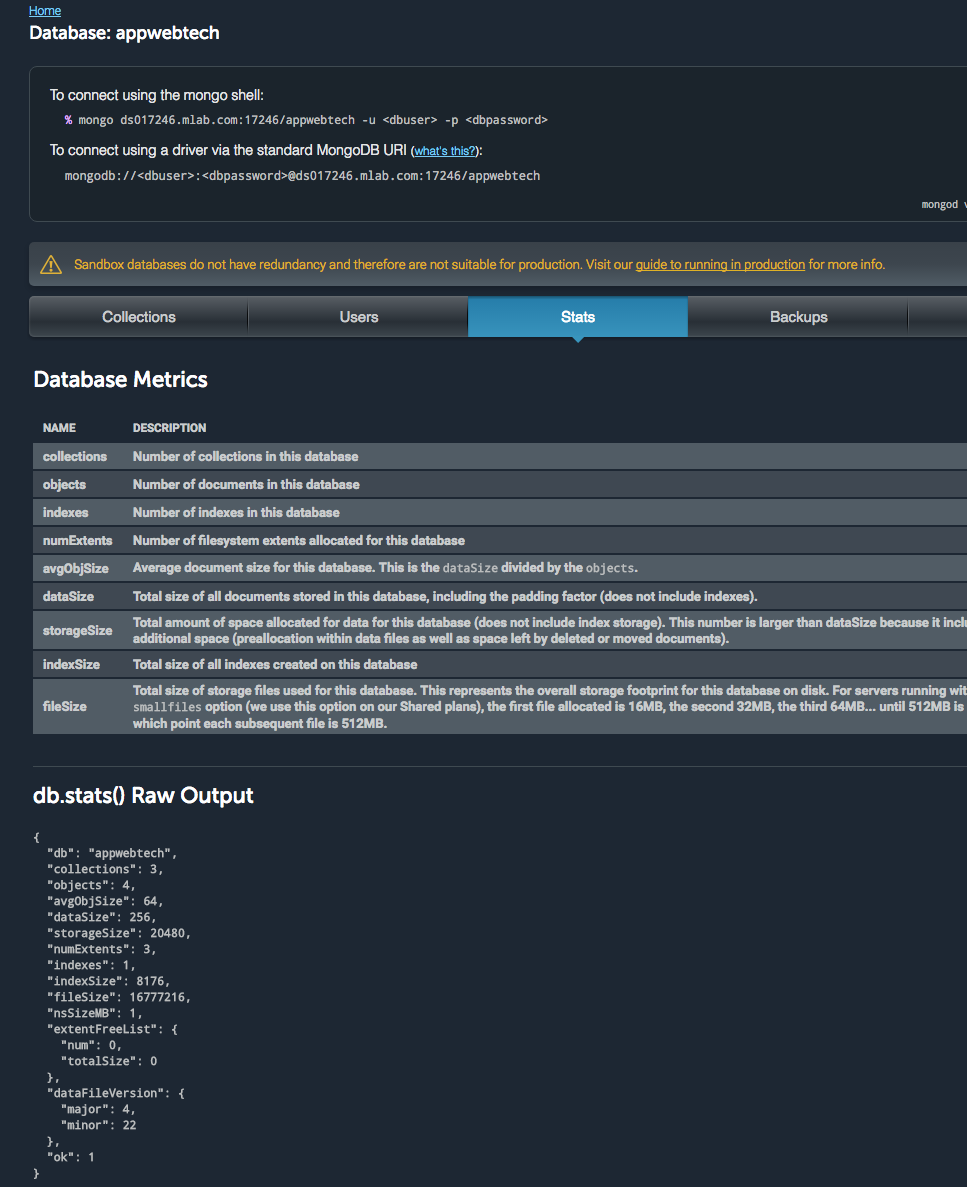 Home
Database: appwebtech
To connect using the mongo shell:
% mongo ds017246.mlab.com:17246/appwebtech -u <dbuser> -p <dbpassword>
To connect using a driver via the standard MongoDB URI (what's this?):
mongodb://<dbuser>:<dbpassword>@ds017246.mlab.com:17246/appwebtech
mongod v
Sandbox databases do not have redundancy and therefore are not suitable for production. Visit our guide to running in production for more info.
Collections Users Stats Backups
Database Metrics
NAME DESCRIPTION
collections Number of collections in this database
objects Number of documents in this database
indexes Number of indexes in this database
numExtents Number of filesystem extents allocated for this database
avgObjSize Average document size for this database. This is the dataSize divided by the objects.
dataSize Total size of all documents stored in this database, including the padding factor (does not include indexes).
storageSize Total amount of space allocated for data for this database (does not include index storage). This number is larger than dataSize because it inclu
additional space (preallocation within data files as well as space left by deleted or moved documents).
indexSize Total size of all indexes created on this database
fileSize Total size of storage files used for this database. This represents the overall storage footprint for this database on disk. For servers running wit
smallfiles option (we use this option on our Shared plans), the first file allocated is 16MB, the second 32MB, the third 64MB... until 512MB is
which point each subsequent file is 512MB.
db.stats() Raw Output
{
"db": "appwebtech",
"collections": 3,
"objects": 4,
"avgObjSize": 64,
"dataSize": 256,
"storageSize": 20480,
"numExtents": 3,
"indexes": 1,
"indexSize": 8176,
"fileSize": 16777216,
"nsSizeMB": 1,
"extentFreeList": {
"num": 0,
"totalSize": 0
},
"dataFileVersion": {
"major": 4,
"minor": 22
},
"ok": 1
}